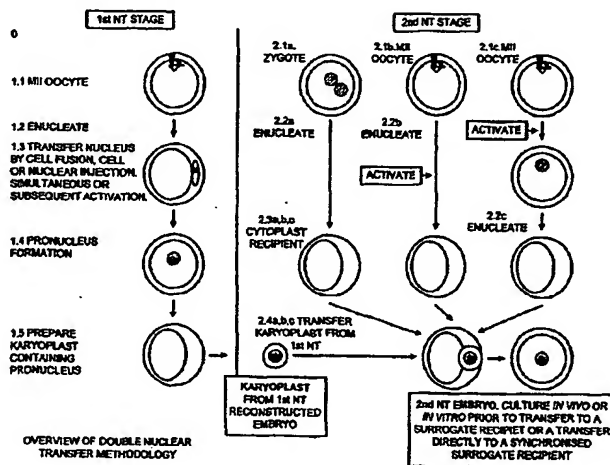 1st NT STAGE
0
1.1 MII OOCYTE
1.2 ENUCLEATE
1.3 TRANSFER NUCLEUS
BY CELL FUSION, CELL
OR NUCLEAR INJECTION.
SIMULTANEOUS OR
SUBSEQUENT ACTIVATION.
1.4 PRONUCLEUS
FORMATION
1.5 PREPARE
KARYOPLAST
CONTAINING
PRONUCLEUS
OVERVIEW OF DOUBLE NUCLEAR
TRANSFER METHODOLOGY
2nd NT STAGE
2.1a.
ZYGOTE
2.1b.MII
OOCYTE
2.1c.MII
OOCYTE
2.2a
ENUCLEATE
2.2b
ENUCLEATE
ACTIVATE
ACTIVATE
2.2c
ENUCLEATE
2.3a,b,c
CYTOPLAST
RECIPIENT
2.4a,b,c TRANSFER
KARYOPLAST FROM
1st NT
KARYOPLAST
FROM 1st NT
RECONSTRUCTED
EMBRYO
2nd NT EMBRYO. CULTURE IN VIVO OR
IN VITRO PRIOR TO TRANSFER TO A
SURROGATE RECIPIET OR A TRANSFER
DIRECTLY TO A SYNCHRONISED
SURROGATE RECIPIENT